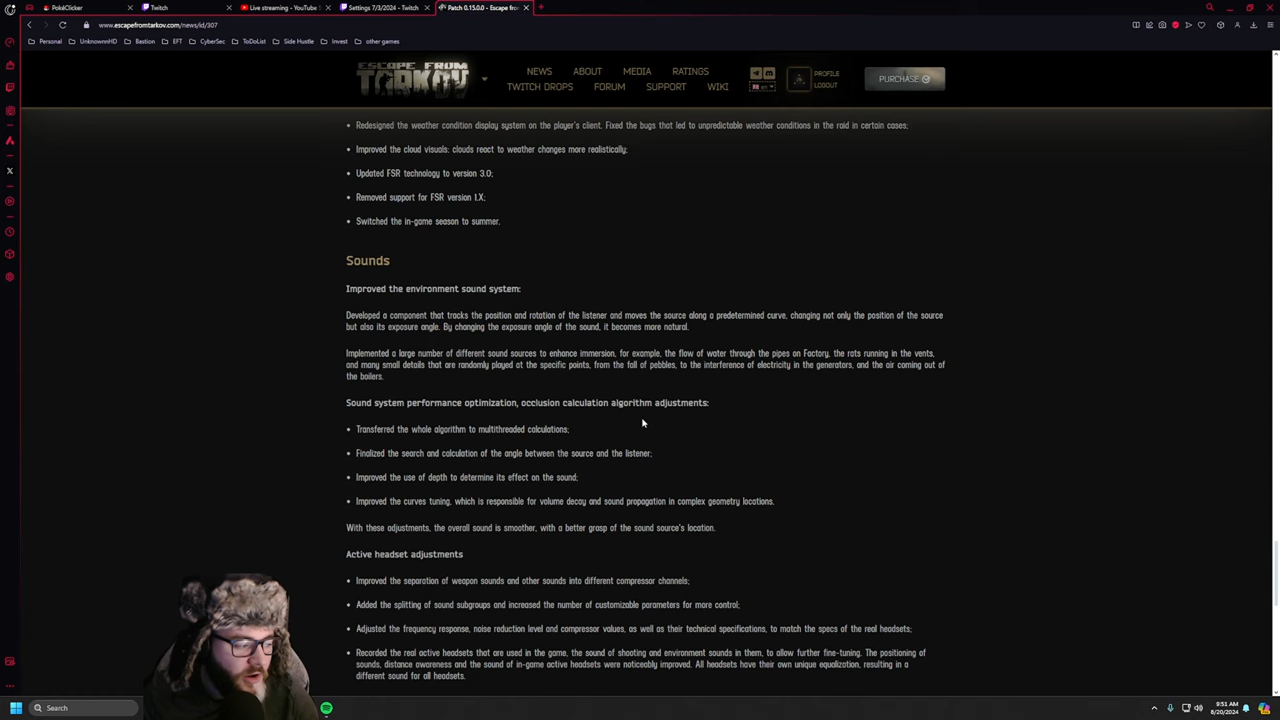 PokéClicker
Twitch
Live streaming - YouTube
Settings 7/3/2024 - Twitch
Patch 0.15.0.0 - Escape from
www.escapefromtarkov.com/news/id/307
Personal UnknownnHD Bastion EFT CyberSec ToDoList Side Hustle Invest other games
ESCAPE FROM
TARKOV
NEWS ABOUT MEDIA RATINGS
TWITCH DROPS FORUM SUPPORT WIKI
PROFILE
LOGOUT
PURCHASE
• Redesigned the weather condition display system on the player's client. Fixed the bugs that led to unpredictable weather conditions in the raid in certain cases;
• Improved the cloud visuals: clouds react to weather changes more realistically;
• Updated FSR technology to version 3.0;
• Removed support for FSR version 1.X;
• Switched the in-game season to summer.
Sounds
Improved the environment sound system:
Developed a component that tracks the position and rotation of the listener and moves the source along a predetermined curve, changing not only the position of the source
but also its exposure angle. By changing the exposure angle of the sound, it becomes more natural.
Implemented a large number of different sound sources to enhance immersion, for example, the flow of water through the pipes on Factory, the rats running in the vents,
and many small details that are randomly played at the specific points, from the fall of pebbles, to the interference of electricity in the generators, and the air coming out of
the boilers.
Sound system performance optimization, occlusion calculation algorithm adjustments:
• Transferred the whole algorithm to multithreaded calculations;
• Finalized the search and calculation of the angle between the source and the listener;
• Improved the use of depth to determine its effect on the sound;
• Improved the curves tuning, which is responsible for volume decay and sound propagation in complex geometry locations.
With these adjustments, the overall sound is smoother, with a better grasp of the sound source's location.
Active headset adjustments
• Improved the separation of weapon sounds and other sounds into different compressor channels;
• Added the splitting of sound subgroups and increased the number of customizable parameters for more control;
• Adjusted the frequency response, noise reduction level and compressor values, as well as their technical specifications, to match the specs of the real headsets;
• Recorded the real active headsets that are used in the game, the sound of shooting and environment sounds in them, to allow further fine-tuning. The positioning of
sounds, distance awareness and the sound of in-game active headsets were noticeably improved. All headsets have their own unique equalization, resulting in a
different sound for all headsets.
Search
9:51 AM
8/20/2024